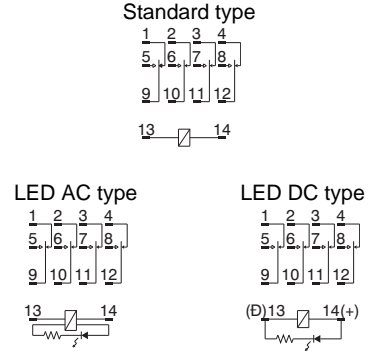 Standard type
1 2 3 4
5 6 7 8
9 10 11 12
13 14
LED AC type
1 2 3 4
5 6 7 8
9 10 11 12
13 14
LED DC type
1 2 3 4
5 6 7 8
9 10 11 12
(Ð)13 14(+)